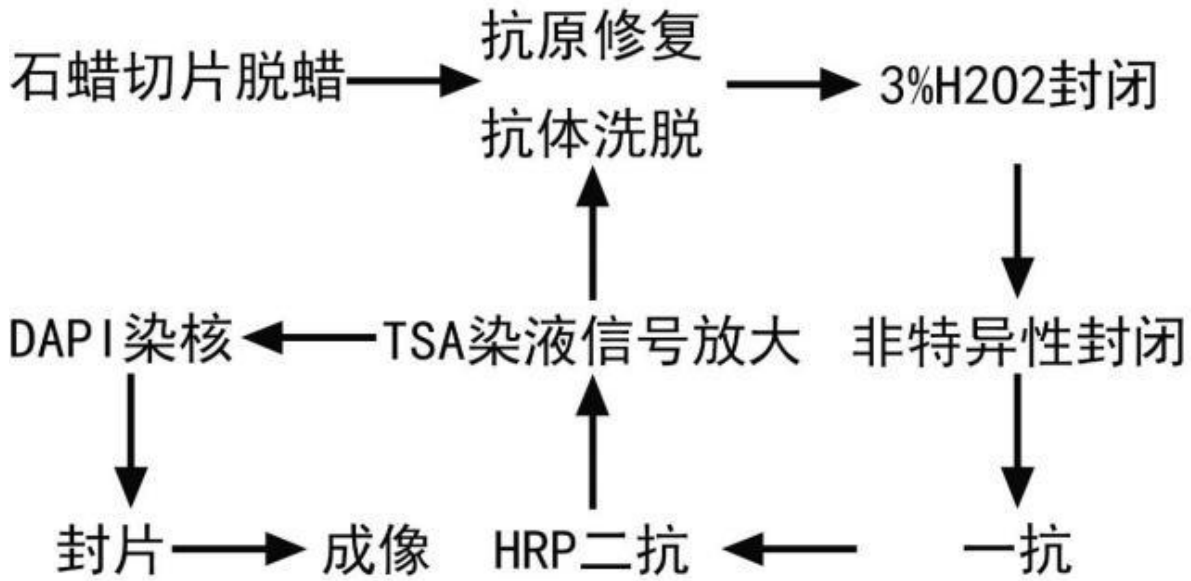 石蜡切片脱蜡
抗原修复
抗体洗脱
3%H2O2封闭
DAPI染核
TSA染液信号放大
非特异性封闭
封片
成像
HRP二抗
一抗